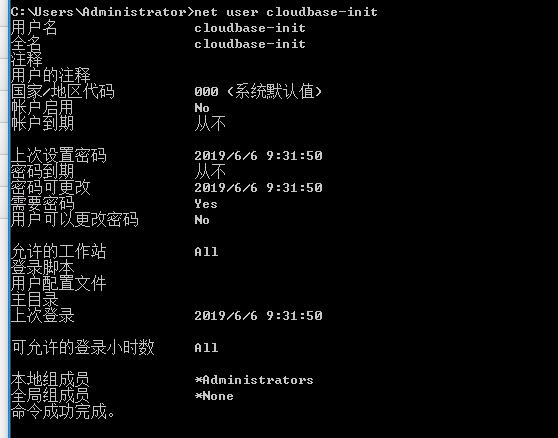 C:\Users\Administrator>net user cloudbase-init
用户名 cloudbase-init
全名 cloudbase-init
注释
用户的注释
国家/地区代码 000 (系统默认值)
帐户启用 No
帐户到期 从不
上次设置密码 2019/6/6 9:31:50
密码到期 从不
密码可更改 2019/6/6 9:31:50
需要密码 Yes
用户可以更改密码 No
允许的工作站 All
登录脚本
用户配置文件
主目录
上次登录 2019/6/6 9:31:50
可允许的登录小时数 All
本地组成员 *Administrators
全局组成员 *None
命令成功完成。